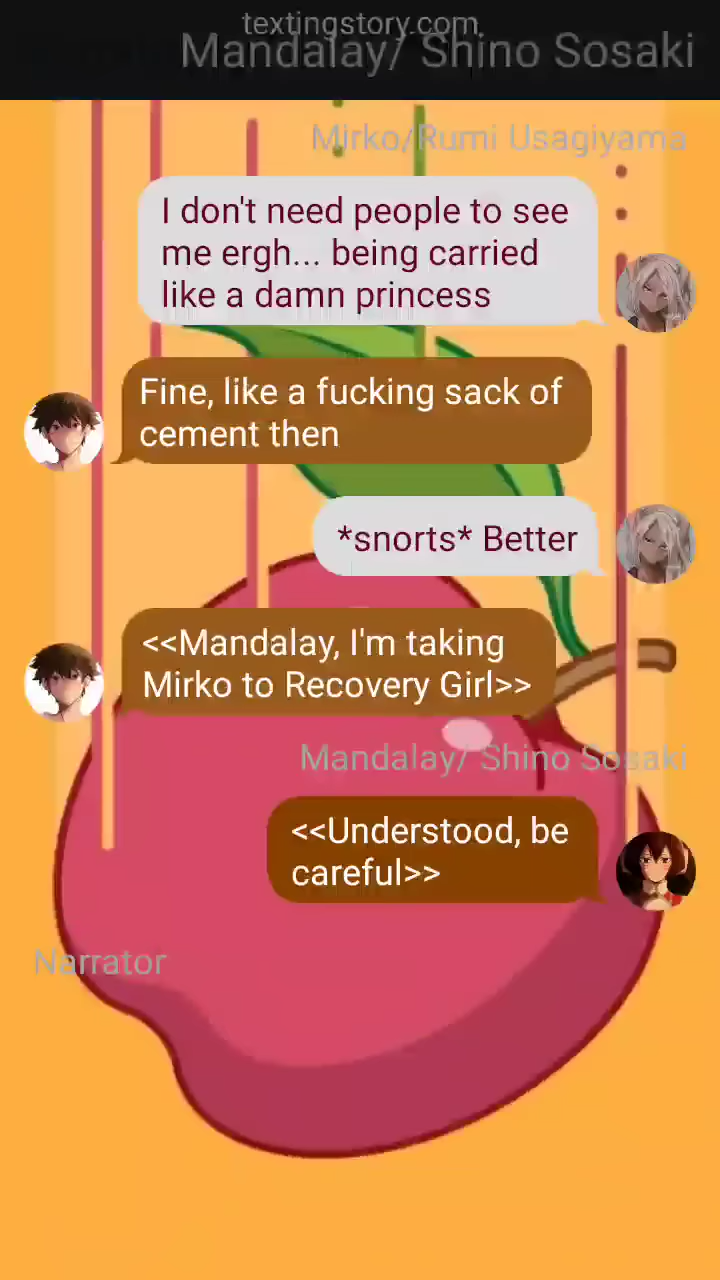 textingstory.com
Mandalay/ Shino Sosaki
Mirko/Rumi Usagiyama
I don't need people to see
me ergh... being carried
like a damn princess
Fine, like a fucking sack of
cement then
*snorts* Better
<<Mandalay, I'm taking
Mirko to Recovery Girl>>
Mandalay/ Shino Sosaki
<<Understood, be
careful>>
Narrator